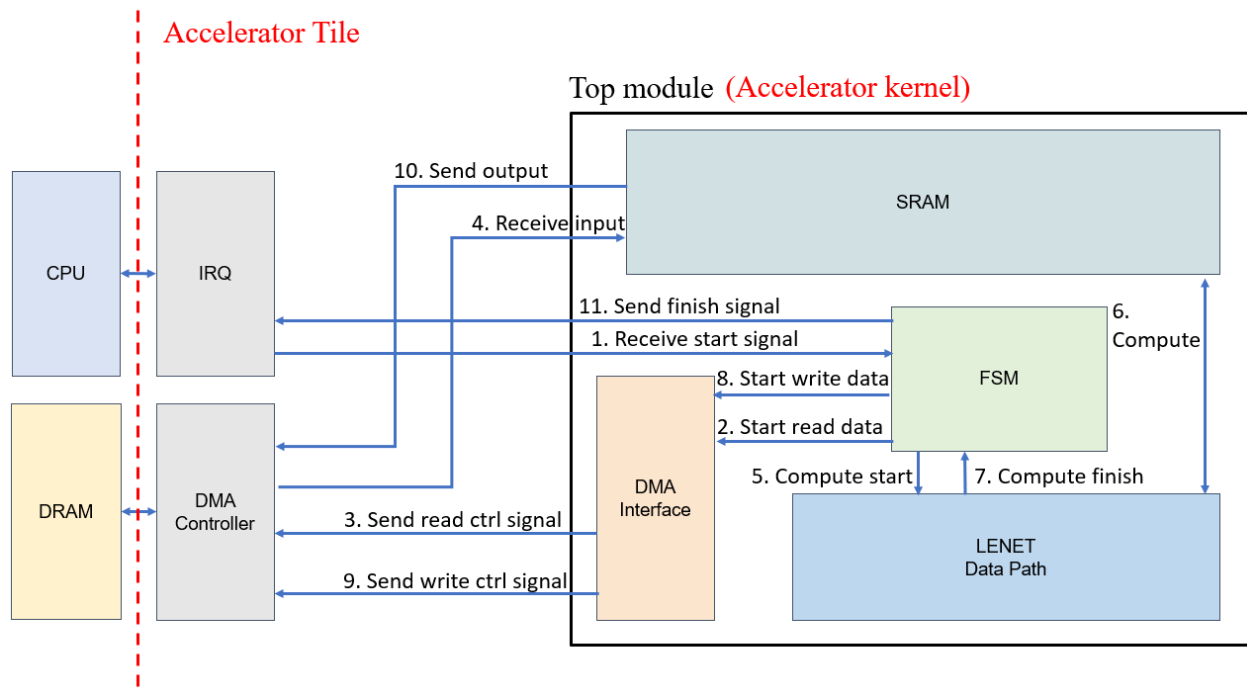 Accelerator Tile
Top module (Accelerator kernel)
10. Send output
4. Receive input
SRAM
CPU
IRQ
11. Send finish signal
1. Receive start signal
6.
Compute
FSM
8. Start write data
2. Start read data
5. Compute start
7. Compute finish
DRAM
DMA
Controller
DMA
Interface
3. Send read ctrl signal
9. Send write ctrl signal
LENET
Data Path